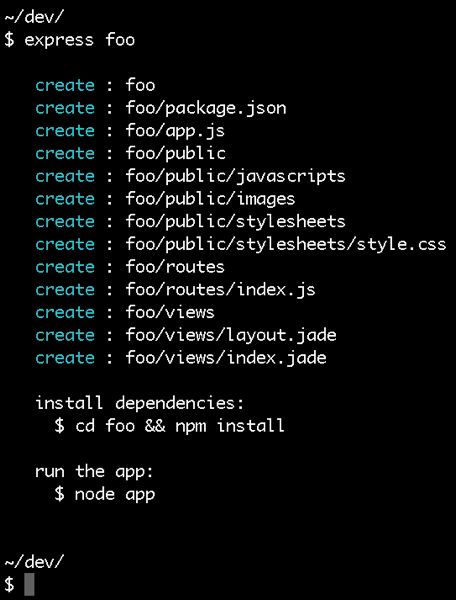 ~/dev/
$ express foo
create : foo
create : foo/package.json
create : foo/app.js
create : foo/public
create : foo/public/javascripts
create : foo/public/images
create : foo/public/stylesheets
create : foo/public/stylesheets/style.css
create : foo/routes
create : foo/routes/index.js
create : foo/views
create : foo/views/layout.jade
create : foo/views/index.jade
install dependencies:
$ cd foo && npm install
run the app:
$ node app
~/dev/
$